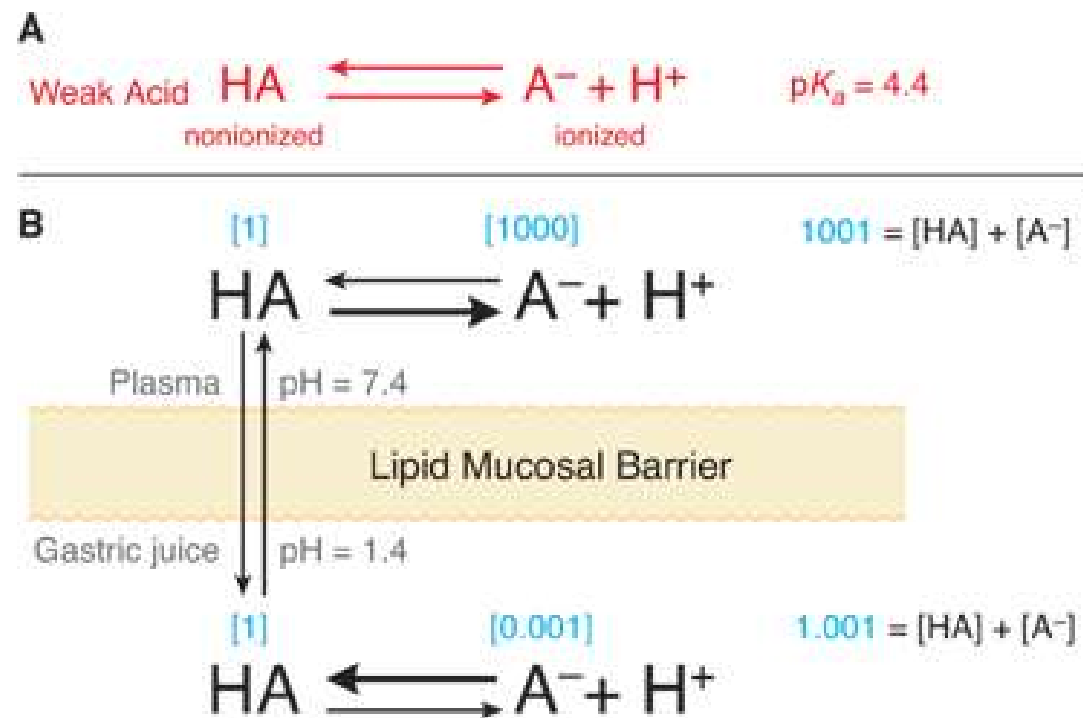 A
Weak Acid HA A⁻ + H⁺ pKₐ = 4.4
nonionized ionized
B
[1] [1000] 1001 = [HA] + [A⁻]
HA A⁻ + H⁺
Plasma pH = 7.4
Lipid Mucosal Barrier
Gastric juice pH = 1.4
[1] [0.001] 1.001 = [HA] + [A⁻]
HA A⁻ + H⁺